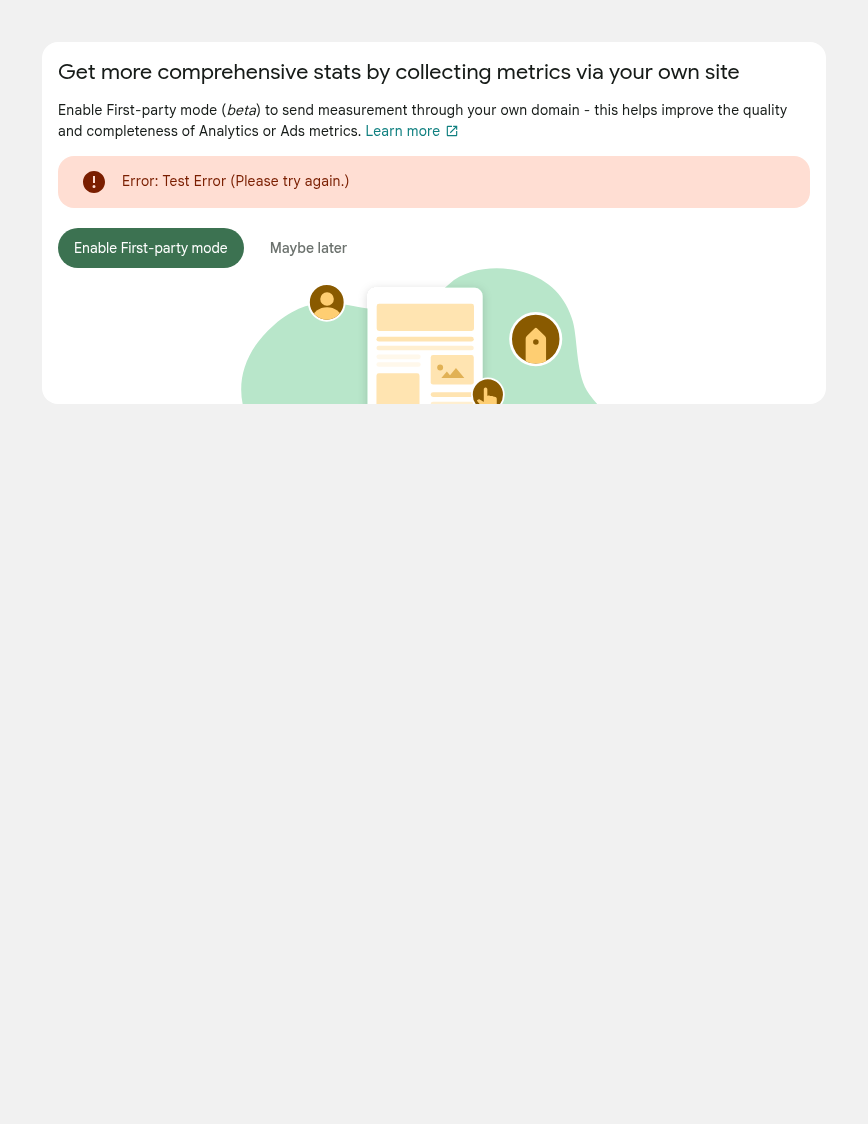 Get more comprehensive stats by collecting metrics via your own site
Enable First-party mode (beta) to send measurement through your own domain - this helps improve the quality
and completeness of Analytics or Ads metrics. Learn more
Error: Test Error (Please try again.)
Enable First-party mode
Maybe later